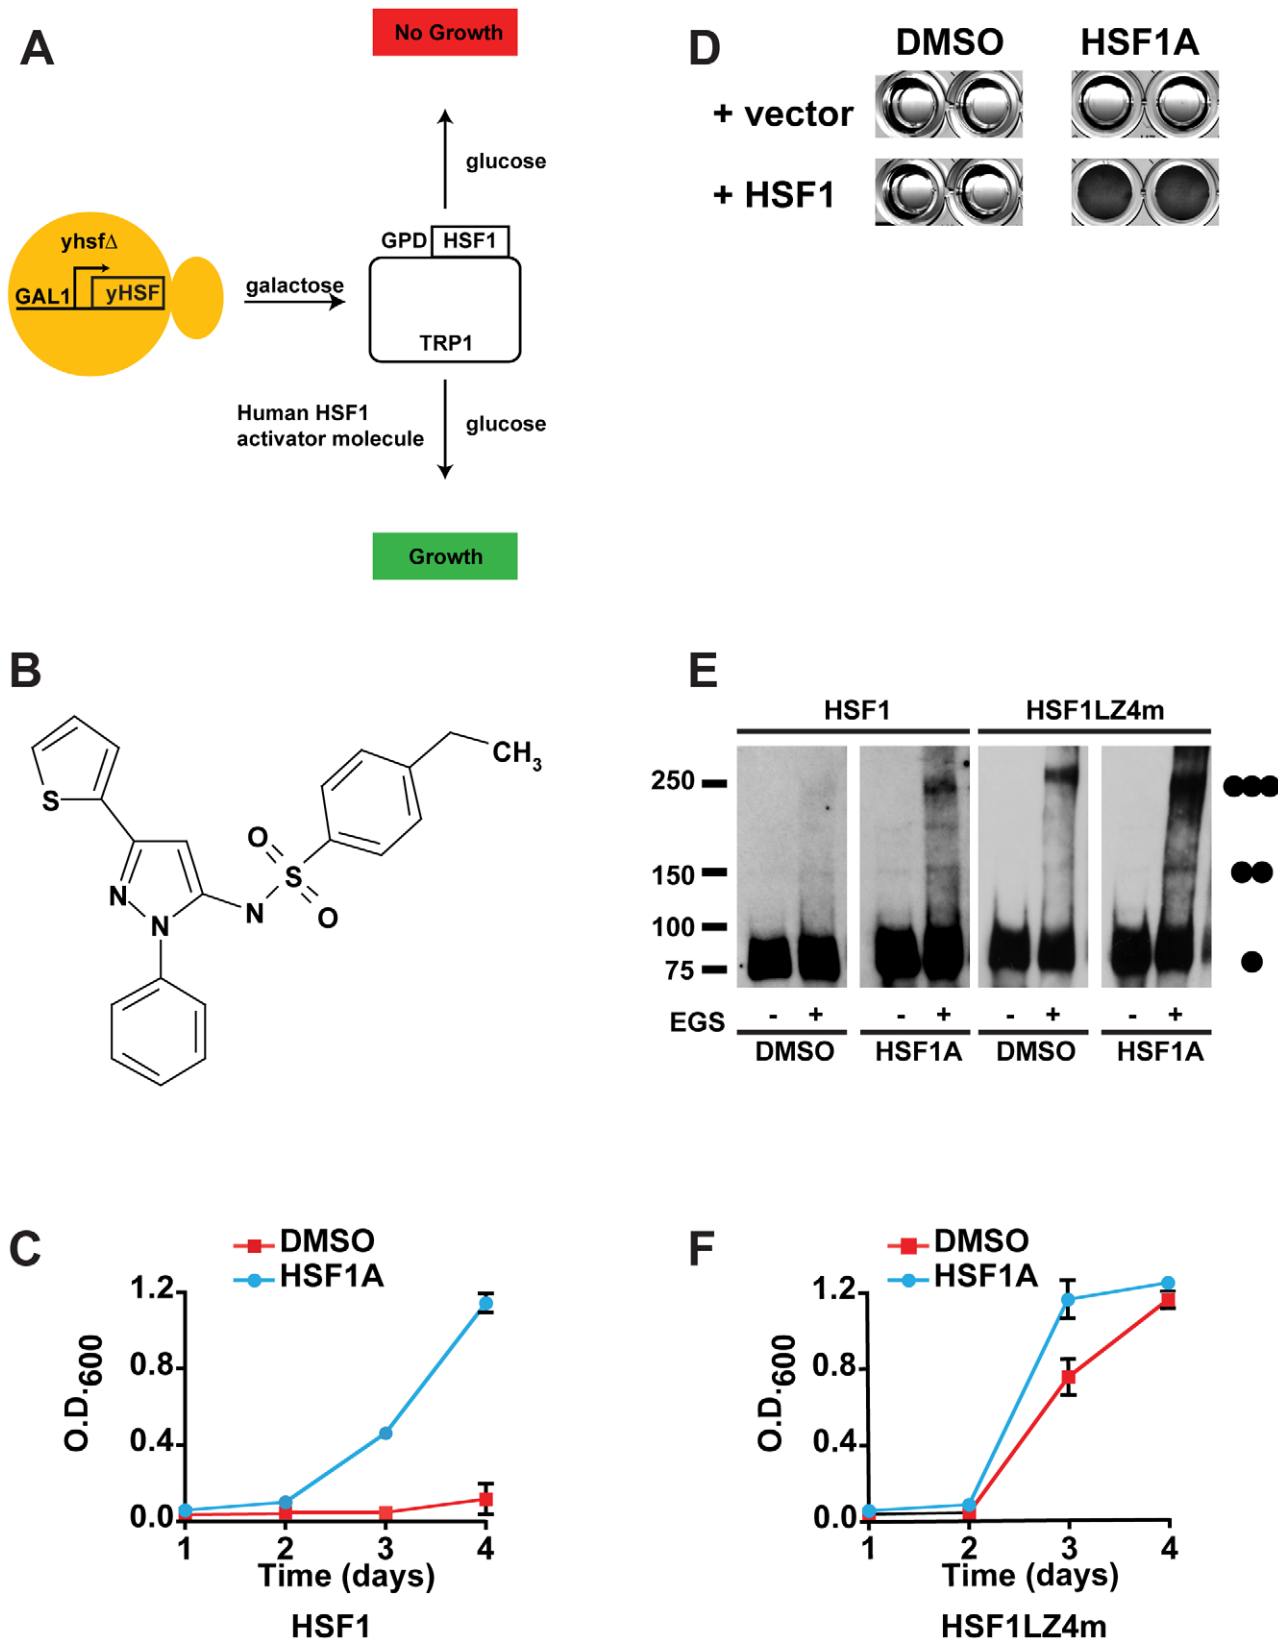 A
No Growth
glucose
yhsfΔ
GAL1
yHSF
galactose
GPD
HSF1
TRP1
Human HSF1
activator molecule
glucose
Growth
D
DMSO
HSF1A
+ vector
+ HSF1
B
S
CH3
O
S
O
N
N
N
E
HSF1
HSF1LZ4m
250
150
100
75
EGS
- + - + - + - +
DMSO
HSF1A
DMSO
HSF1A
C
DMSO
HSF1A
O.D.600
1.2
0.8
0.4
0.0
1 2 3 4
Time (days)
HSF1
F
DMSO
HSF1A
O.D.600
1.2
0.8
0.4
0.0
1 2 3 4
Time (days)
HSF1LZ4m